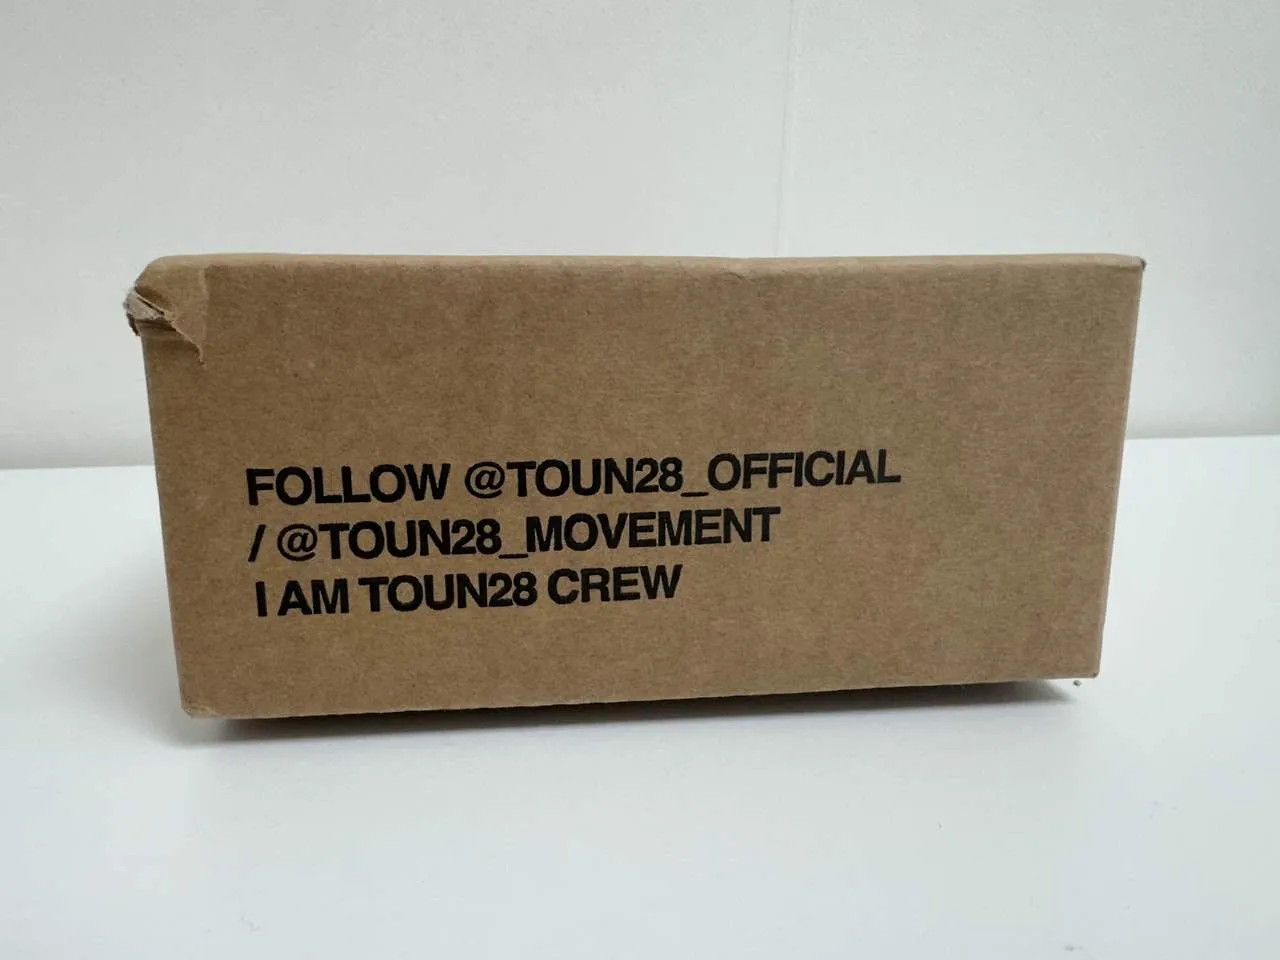 FOLLOW @TOUN28_OFFICIAL
/ @TOUN28_MOVEMENT
I AM TOUN28 CREW